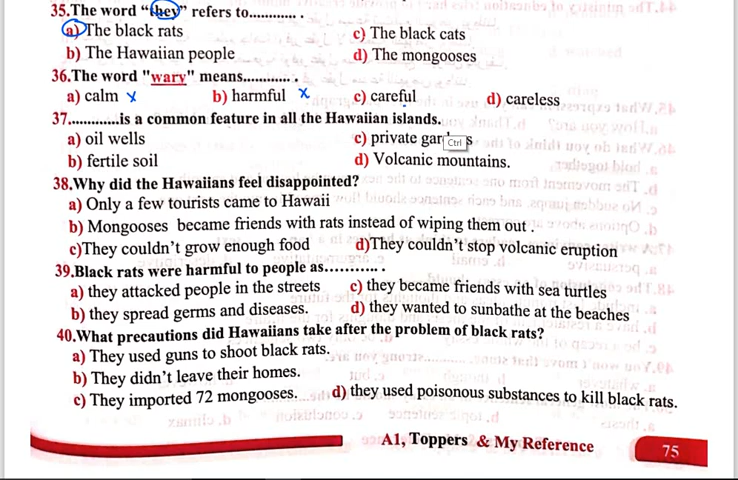 35.The word “they” refers to............ .
a) The black rats c) The black cats
b) The Hawaiian people d) The mongooses
36.The word "wary" means............. .
a) calm x b) harmful x c) careful d) careless
37.............is a common feature in all the Hawaiian islands.
a) oil wells c) private gar s
Ctrl
b) fertile soil d) Volcanic mountains.
38.Why did the Hawaiians feel disappointed?
a) Only a few tourists came to Hawaii
b) Mongooses became friends with rats instead of wiping them out .
c)They couldn’t grow enough food d)They couldn’t stop volcanic eruption
39.Black rats were harmful to people as............ .
a) they attacked people in the streets c) they became friends with sea turtles
b) they spread germs and diseases. d) they wanted to sunbathe at the beaches
40.What precautions did Hawaiians take after the problem of black rats?
a) They used guns to shoot black rats.
b) They didn’t leave their homes.
c) They imported 72 mongooses. d) they used poisonous substances to kill black rats.
A1, Toppers & My Reference 75